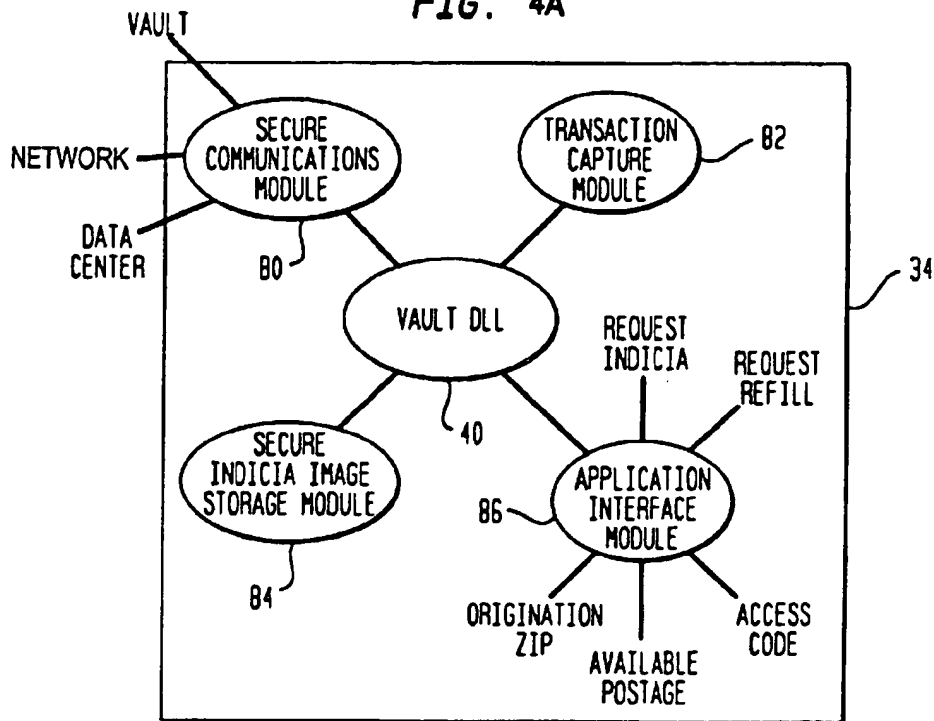 FIG. 4A
VAULT
NETWORK
DATA
CENTER
SECURE
COMMUNICATIONS
MODULE
80
TRANSACTION
CAPTURE
MODULE
82
34
VAULT DLL
40
REQUEST
INDICIA
REQUEST
REFILL
SECURE
INDICIA IMAGE
STORAGE MODULE
84
86
APPLICATION
INTERFACE
MODULE
ORIGINATION
ZIP
AVAILABLE
POSTAGE
ACCESS
CODE